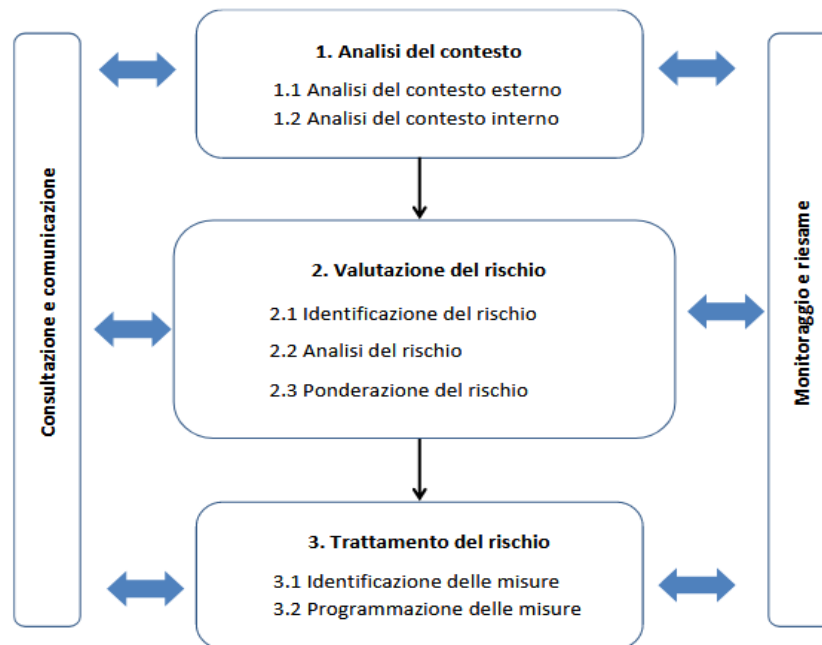 Consultazione e comunicazione
1. Analisi del contesto
1.1 Analisi del contesto esterno
1.2 Analisi del contesto interno
2. Valutazione del rischio
2.1 Identificazione del rischio
2.2 Analisi del rischio
2.3 Ponderazione del rischio
3. Trattamento del rischio
3.1 Identificazione delle misure
3.2 Programmazione delle misure
Monitoraggio e riesame